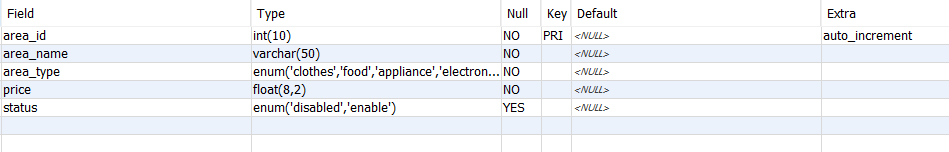 Field Type Null Key Default Extra
area_id int(10) NO PRI <NULL> auto_increment
area_name varchar(50) NO <NULL>
area_type enum('clothes','food','appliance','electron... NO <NULL>
price float(8,2) NO <NULL>
status enum('disabled','enable') YES <NULL>